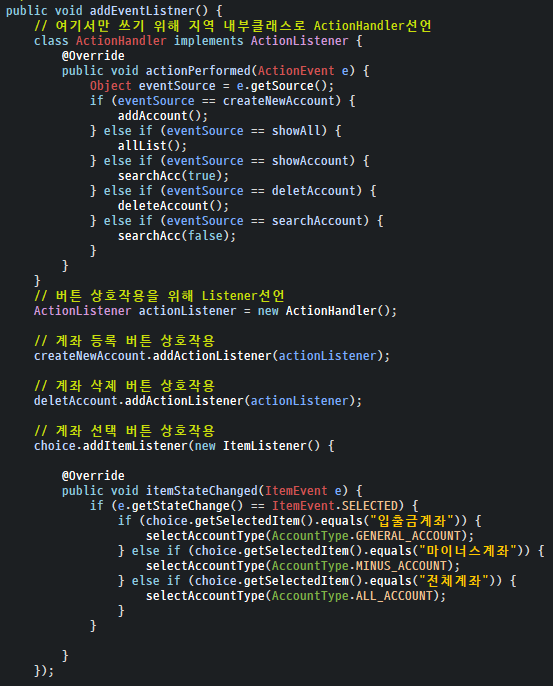 public void addEventListner() {
    // 여기서만 쓰기 위해 지역 내부클래스로 ActionHandler선언
    class ActionHandler implements ActionListener {
        @Override
        public void actionPerformed(ActionEvent e) {
            Object eventSource = e.getSource();
            if (eventSource == createNewAccount) {
                addAccount();
            } else if (eventSource == showAll) {
                allList();
            } else if (eventSource == showAccount) {
                searchAcc(true);
            } else if (eventSource == deletAccount) {
                deleteAccount();
            } else if (eventSource == searchAccount) {
                searchAcc(false);
            }
        }
    }
    // 버튼 상호작용을 위해 Listener선언
    ActionListener actionListener = new ActionHandler();

    // 계좌 등록 버튼 상호작용
    createNewAccount.addActionListener(actionListener);

    // 계좌 삭제 버튼 상호작용
    deletAccount.addActionListener(actionListener);

    // 계좌 선택 버튼 상호작용
    choice.addItemListener(new ItemListener() {

        @Override
        public void itemStateChanged(ItemEvent e) {
            if (e.getStateChange() == ItemEvent.SELECTED) {
                if (choice.getSelectedItem().equals("입출금계좌")) {
                    selectAccountType(AccountType.GENERAL_ACCOUNT);
                } else if (choice.getSelectedItem().equals("마이너스계좌")) {
                    selectAccountType(AccountType.MINUS_ACCOUNT);
                } else if (choice.getSelectedItem().equals("전체계좌")) {
                    selectAccountType(AccountType.ALL_ACCOUNT);
                }
            }

        }
    });